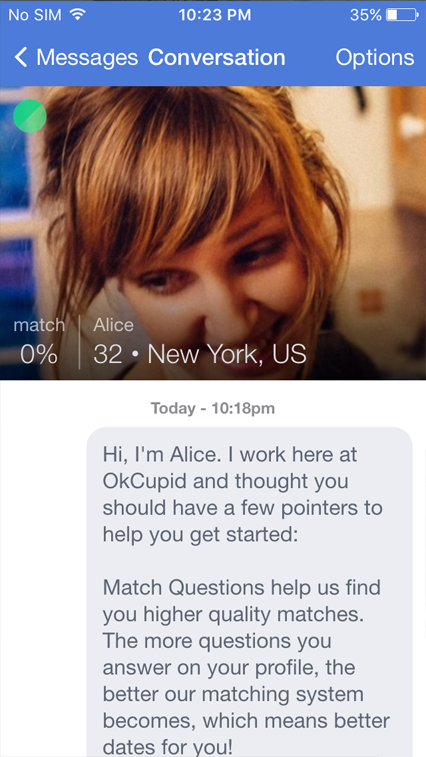 No SIM 10:23 PM 35%
Messages Conversation Options
match Alice
0% 32 • New York, US
Today - 10:18pm
Hi, I'm Alice. I work here at
OkCupid and thought you
should have a few pointers to
help you get started:
Match Questions help us find
you higher quality matches.
The more questions you
answer on your profile, the
better our matching system
becomes, which means better
dates for you!